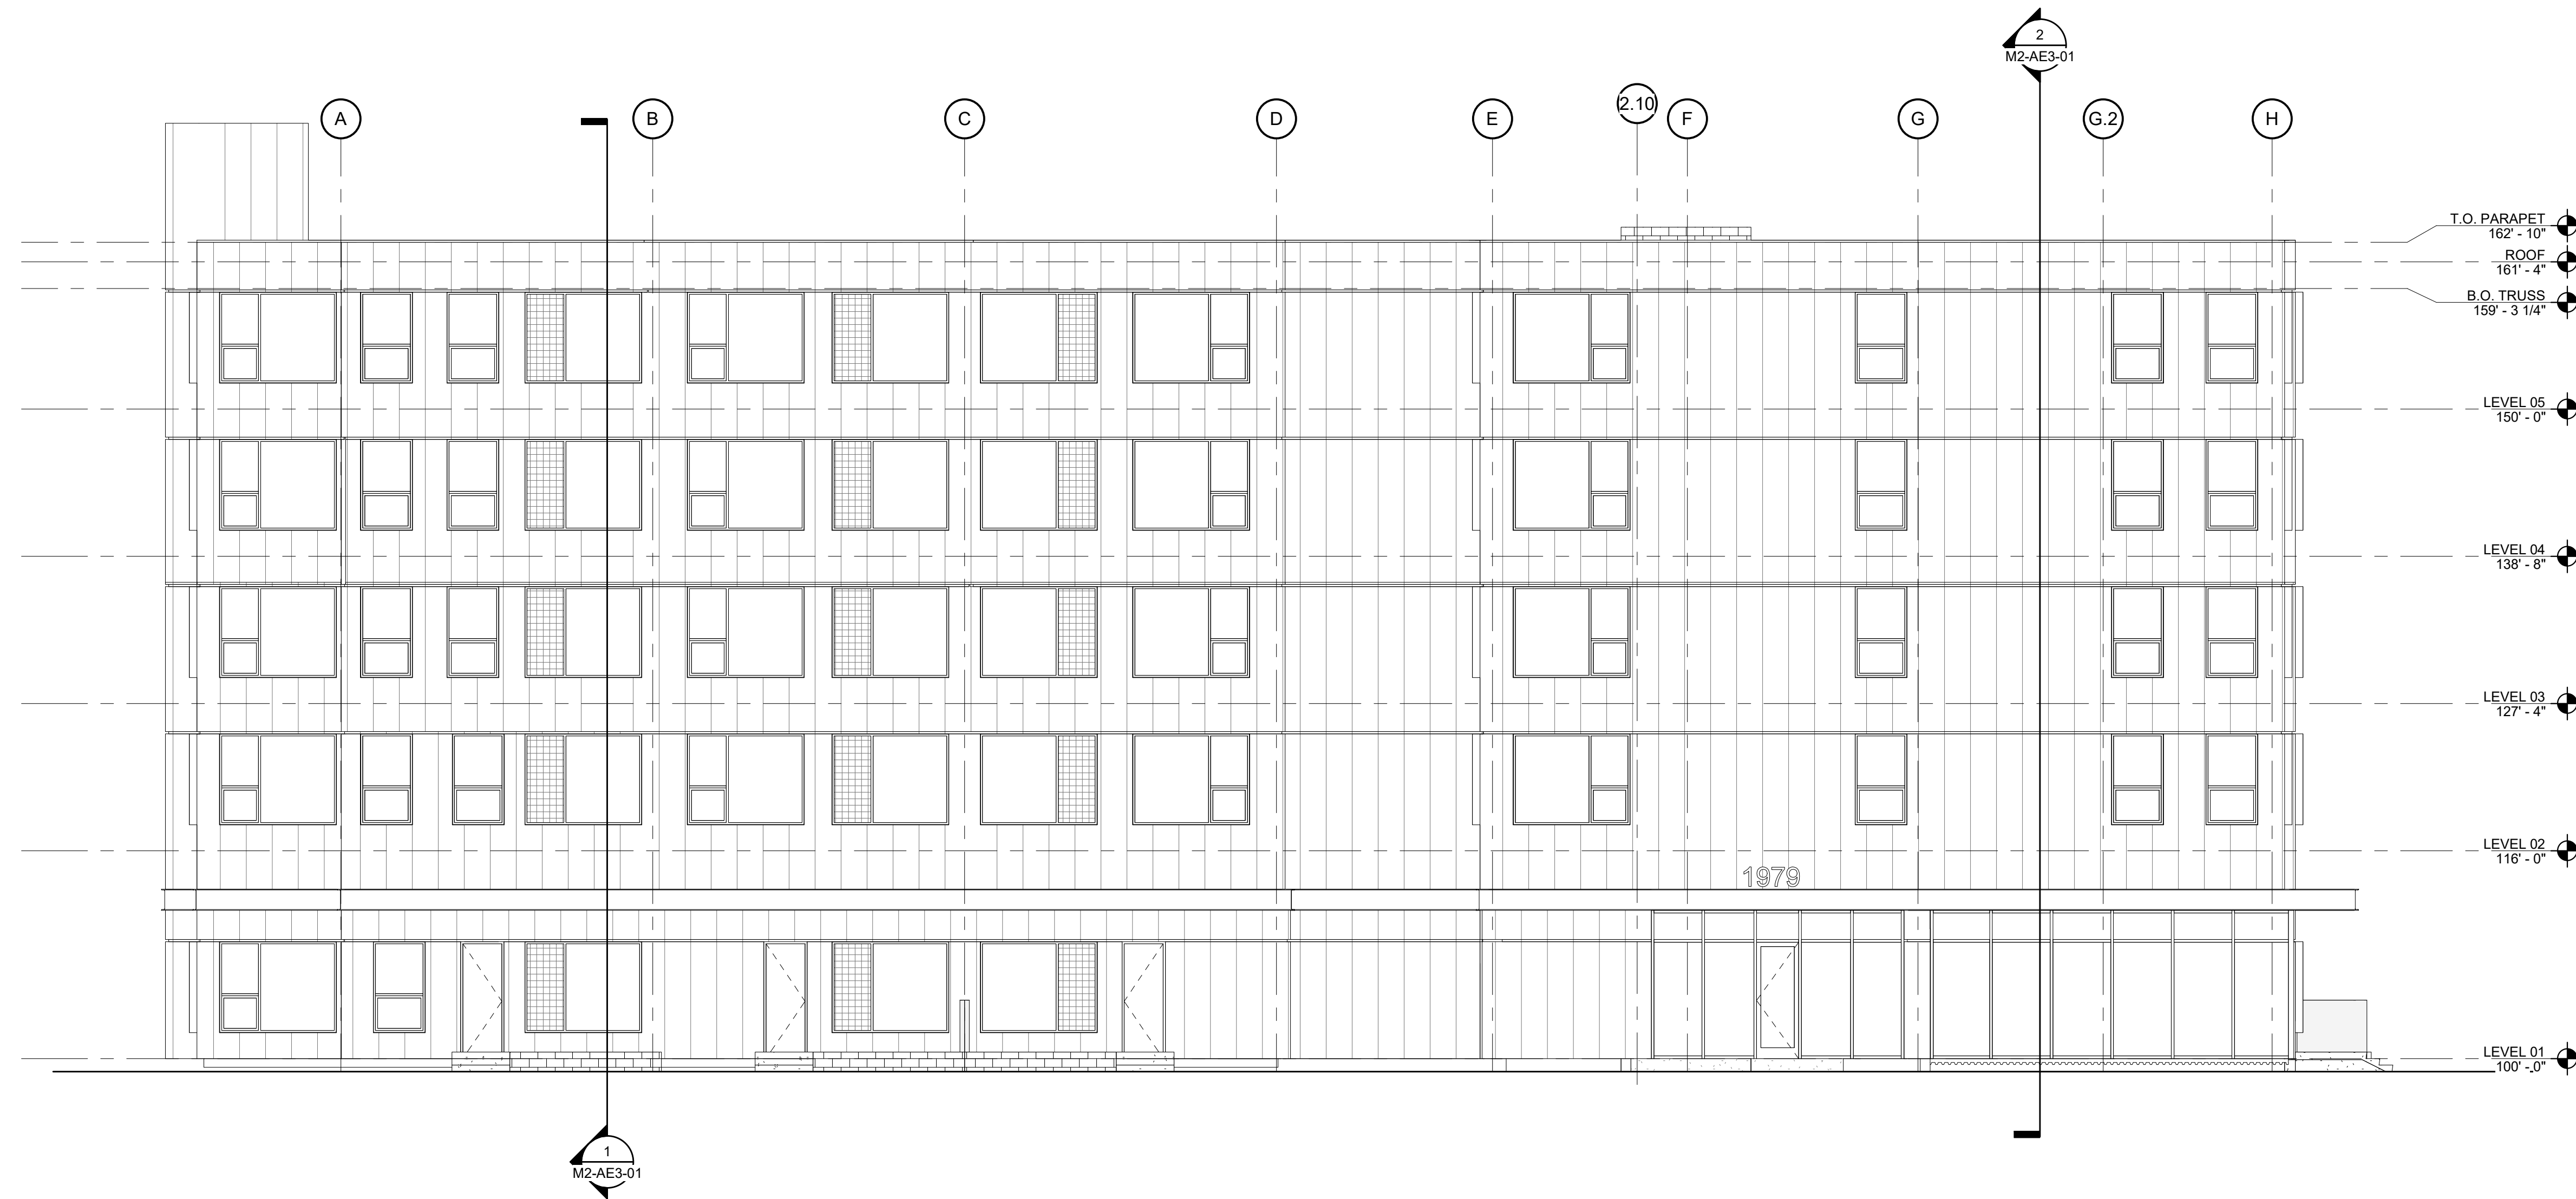 2
M2-AE3-01
A
B
C
D
E
2.10
F
G
G.2
H
T.O. PARAPET
162' - 10"
ROOF
161' - 4"
B.O. TRUSS
159' - 3 1/4"
LEVEL 05
150' - 0"
LEVEL 04
138' - 8"
LEVEL 03
127' - 4"
LEVEL 02
116' - 0"
1979
LEVEL 01
100' - 0"
1
M2-AE3-01